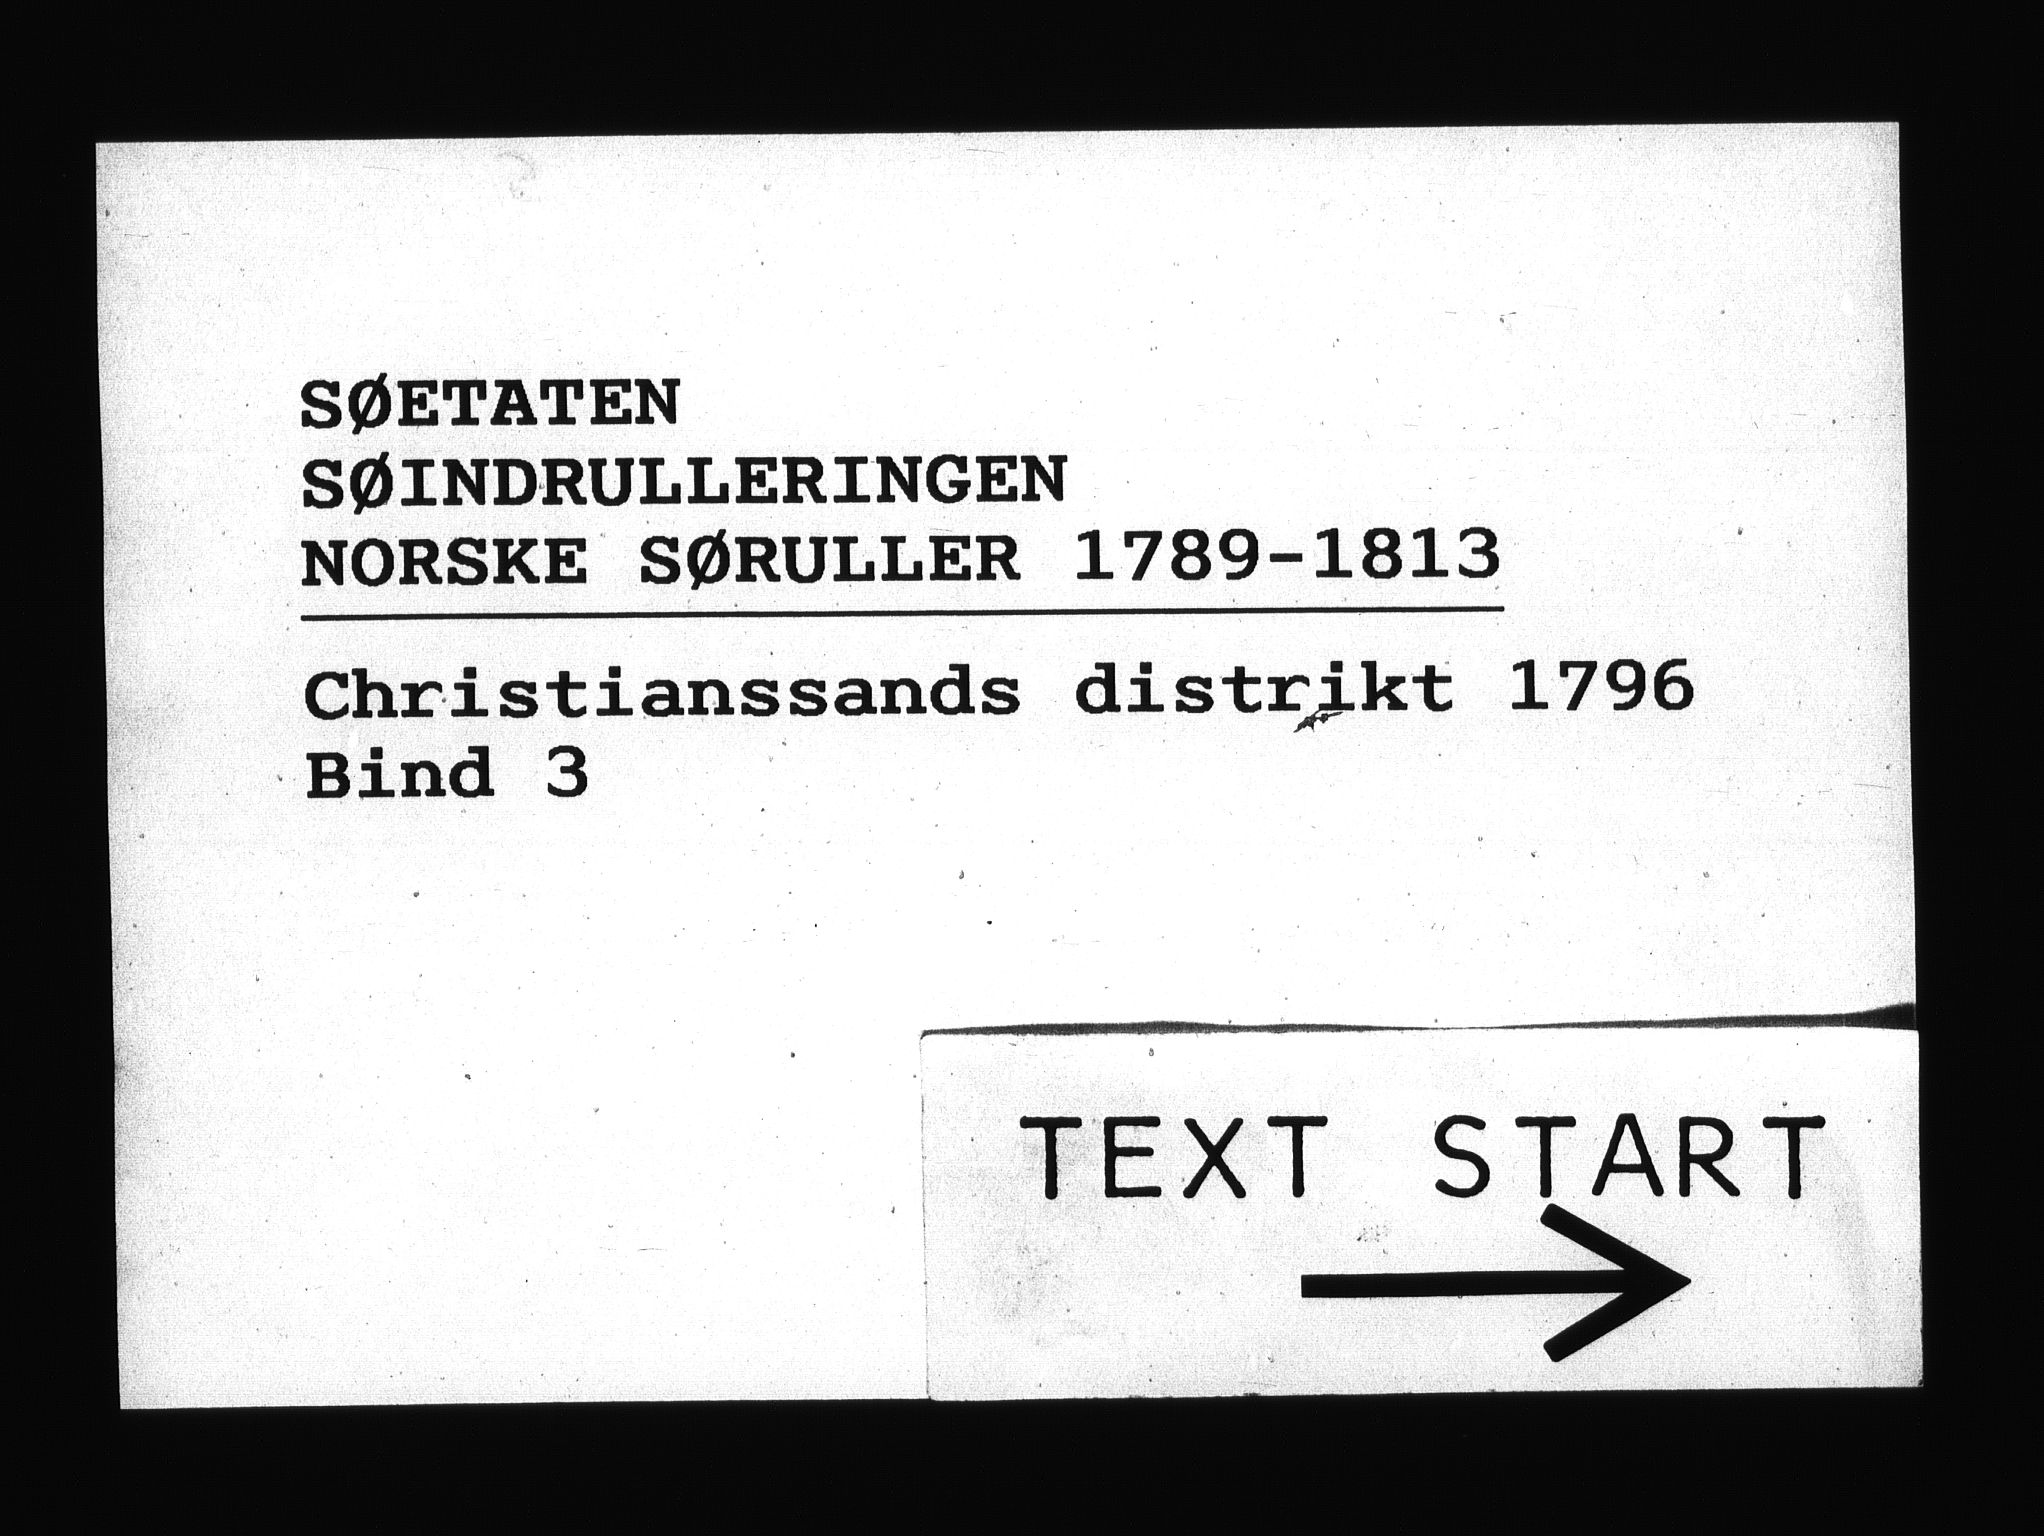 SØETATEN
SØINDRULLERINGEN
NORSKE SØRULLER 1789-1813
Christianssands distrikt 1796
Bind 3
TEXT START